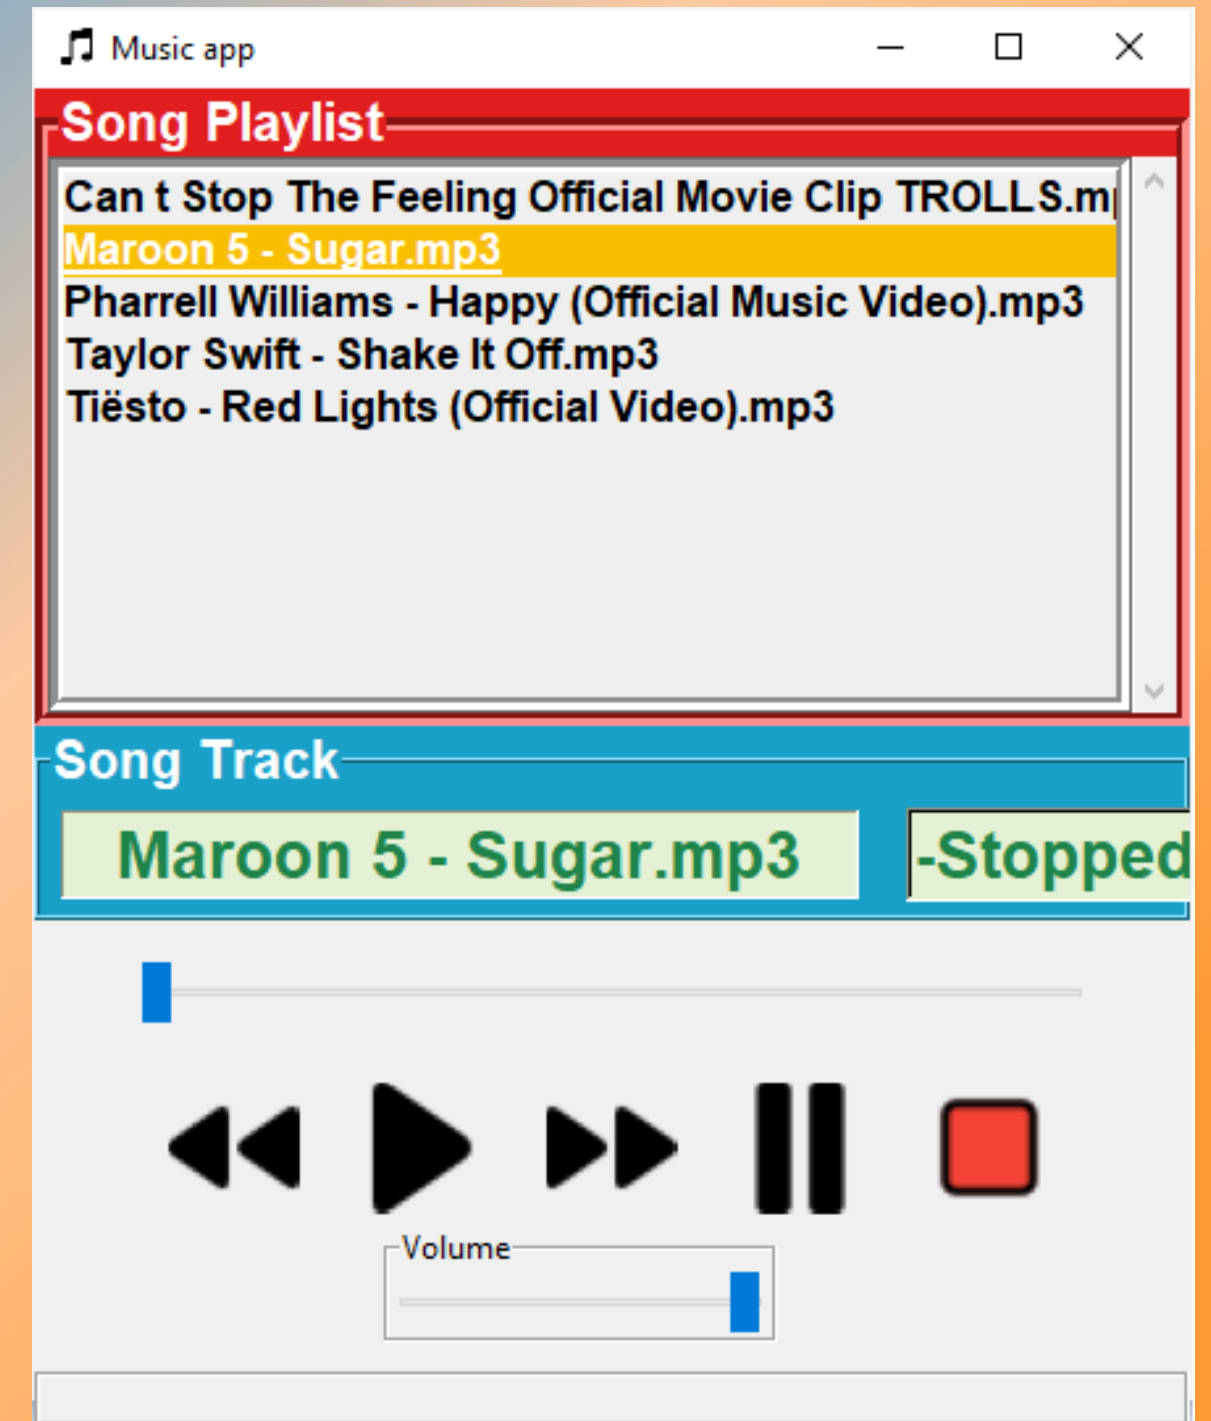 Music app
Song Playlist
Can t Stop The Feeling Official Movie Clip TROLLS.mp
Maroon 5 - Sugar.mp3
Pharrell Williams - Happy (Official Music Video).mp3
Taylor Swift - Shake It Off.mp3
Tiësto - Red Lights (Official Video).mp3
Song Track
Maroon 5 - Sugar.mp3 -Stopped
Volume